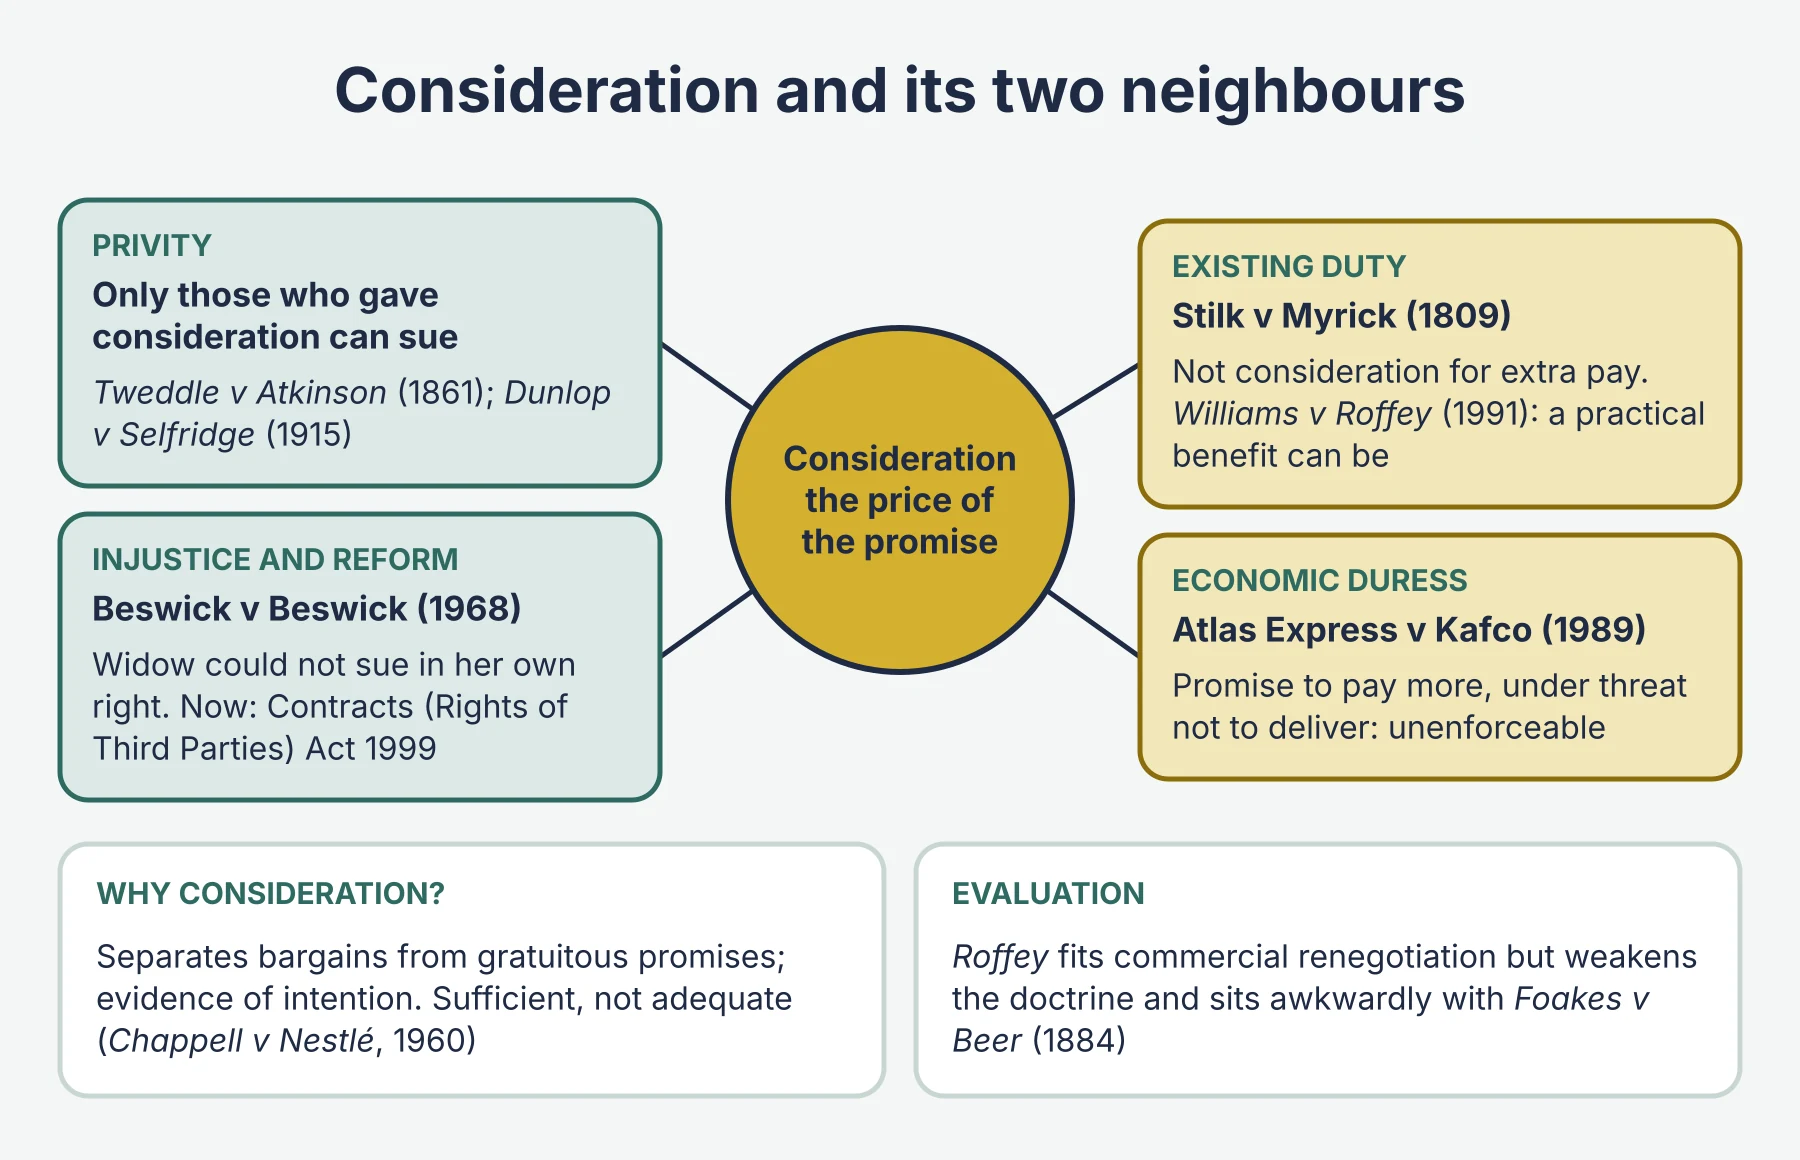 Consideration and its two neighbours
PRIVITY
Only those who gave
consideration can sue
Tweddle v Atkinson (1861); Dunlop
v Selfridge (1915)
INJUSTICE AND REFORM
Beswick v Beswick (1968)
Widow could not sue in her own
right. Now: Contracts (Rights of
Third Parties) Act 1999
Consideration
the price of
the promise
EXISTING DUTY
Stilk v Myrick (1809)
Not consideration for extra pay.
Williams v Roffey (1991): a practical
benefit can be
ECONOMIC DURESS
Atlas Express v Kafco (1989)
Promise to pay more, under threat
not to deliver: unenforceable
WHY CONSIDERATION?
Separates bargains from gratuitous promises;
evidence of intention. Sufficient, not adequate
(Chappell v Nestlé, 1960)
EVALUATION
Roffey fits commercial renegotiation but weakens
the doctrine and sits awkwardly with Foakes v
Beer (1884)